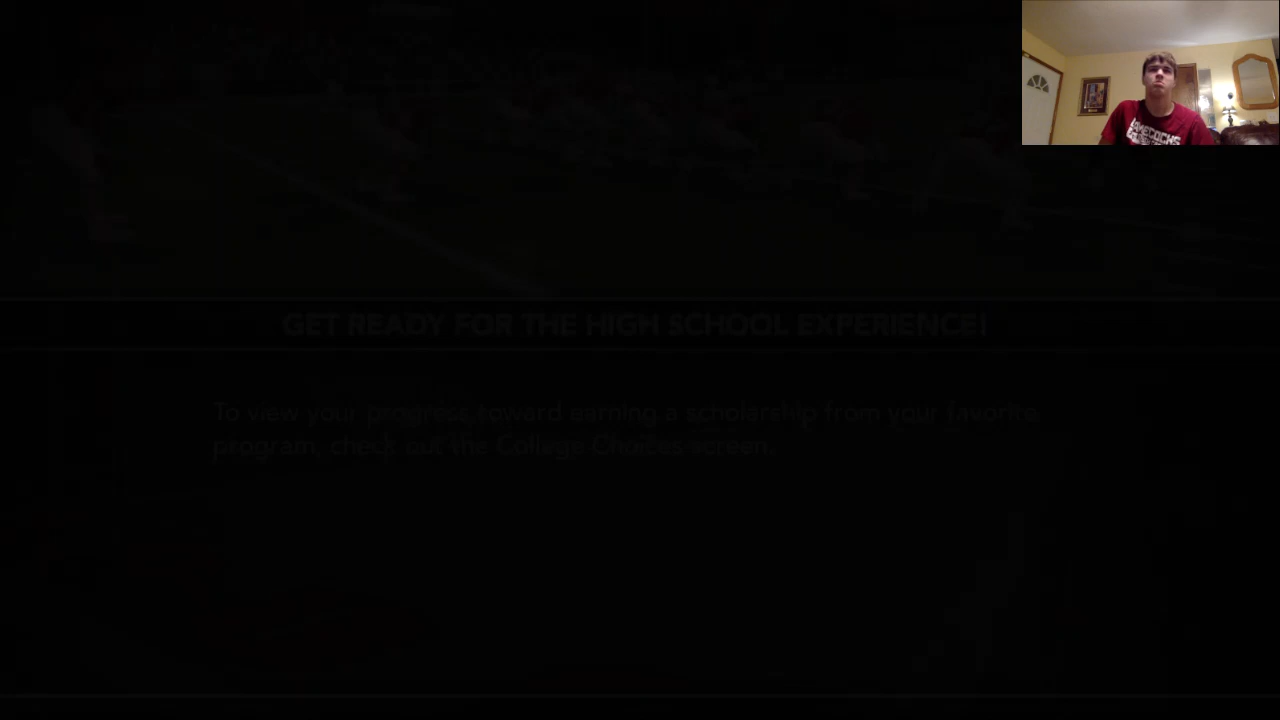 GAMECOCKS
GET READY FOR THE HIGH SCHOOL EXPERIENCE!
To view your progress toward earning a scholarship from your favorite
program, check out the College Choices screen.